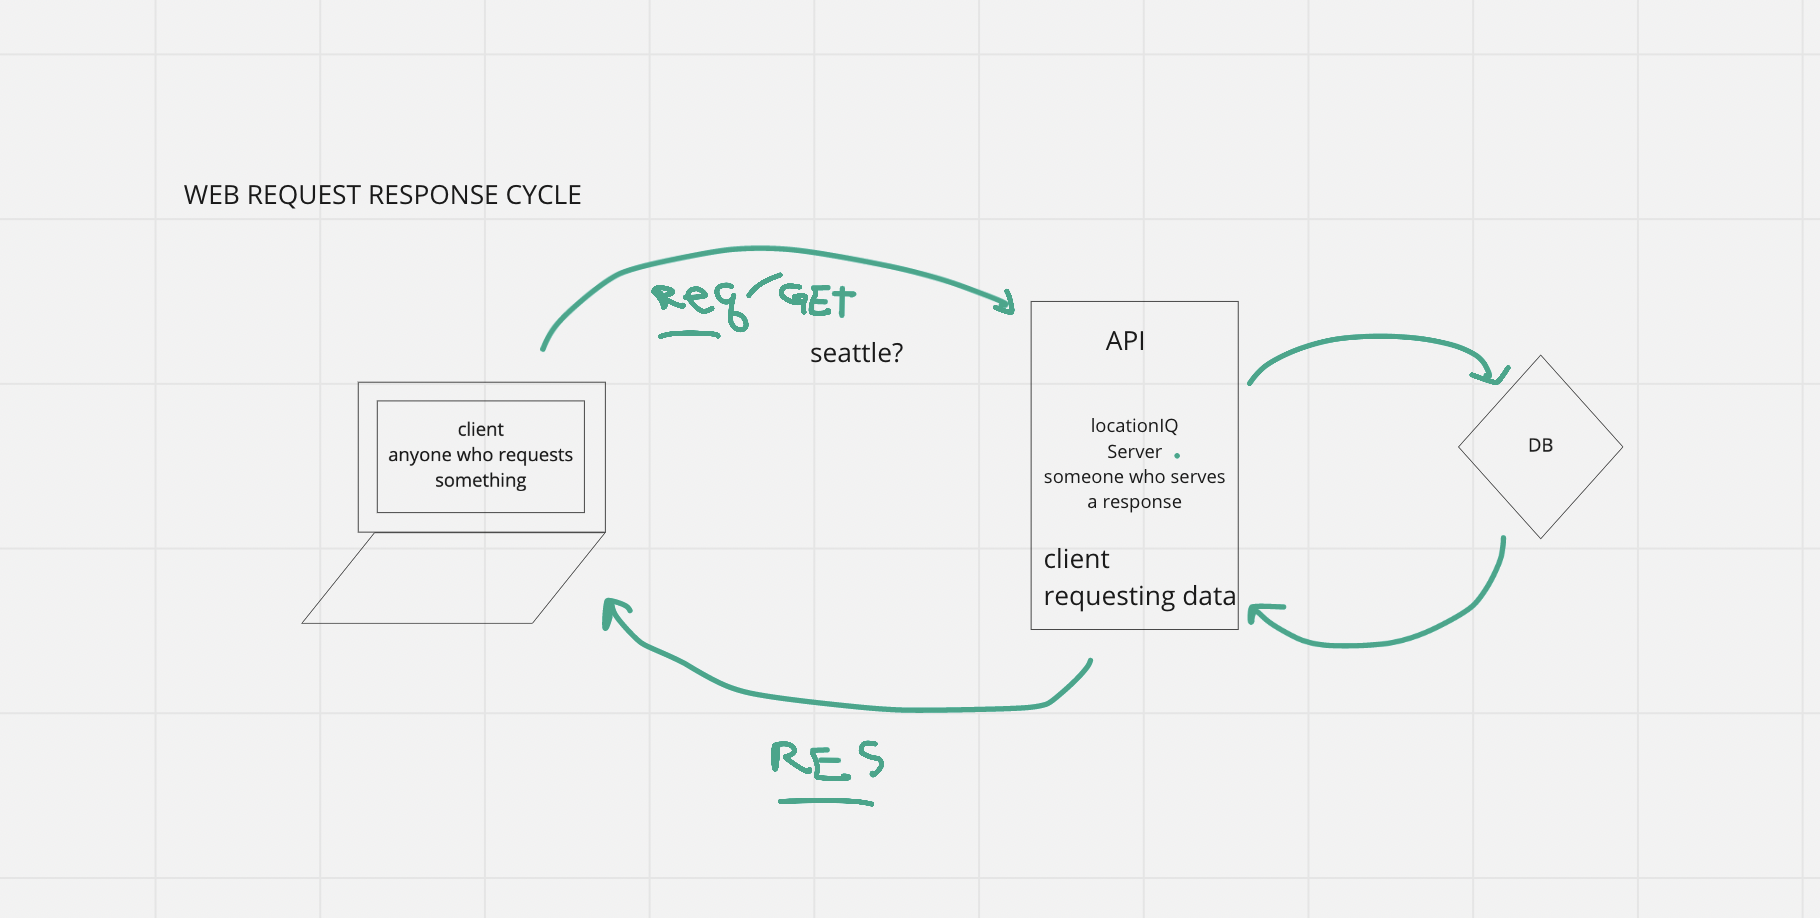 WEB REQUEST RESPONSE CYCLE
Req GET
seattle?
client
anyone who requests
something
API
locationIQ
Server
someone who serves
a response
client
requesting data
DB
RES